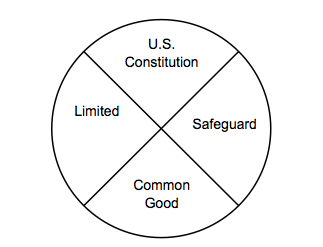 U.S.
Constitution
Limited
Safeguard
Common
Good